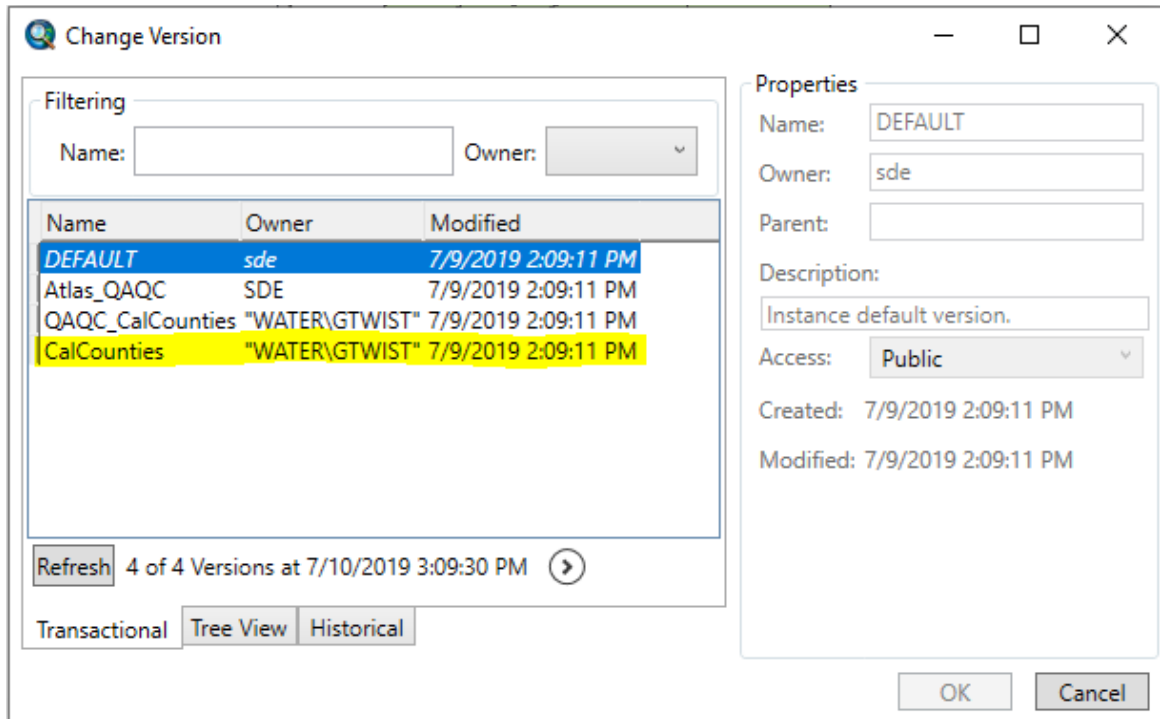 Change Version
Filtering
Name:
Owner:
Name Owner Modified
DEFAULT sde 7/9/2019 2:09:11 PM
Atlas_QAQC SDE 7/9/2019 2:09:11 PM
QAQC_CalCounties "WATER\GTWIST" 7/9/2019 2:09:11 PM
CalCounties "WATER\GTWIST" 7/9/2019 2:09:11 PM
Refresh 4 of 4 Versions at 7/10/2019 3:09:30 PM
Transactional Tree View Historical
Properties
Name: DEFAULT
Owner: sde
Parent:
Description:
Instance default version.
Access: Public
Created: 7/9/2019 2:09:11 PM
Modified: 7/9/2019 2:09:11 PM
OK Cancel